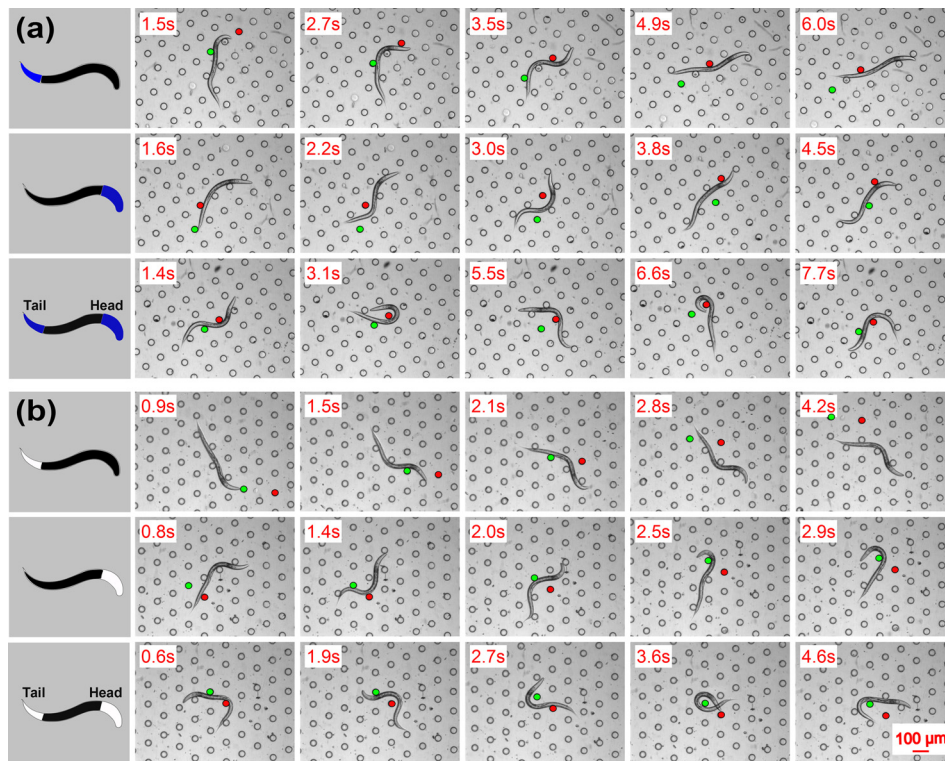 (a)
1.5s 2.7s 3.5s 4.9s 6.0s
1.6s 2.2s 3.0s 3.8s 4.5s
Tail Head 1.4s 3.1s 5.5s 6.6s 7.7s
(b)
0.9s 1.5s 2.1s 2.8s 4.2s
0.8s 1.4s 2.0s 2.5s 2.9s
Tail Head 0.6s 1.9s 2.7s 3.6s 4.6s
100 µm